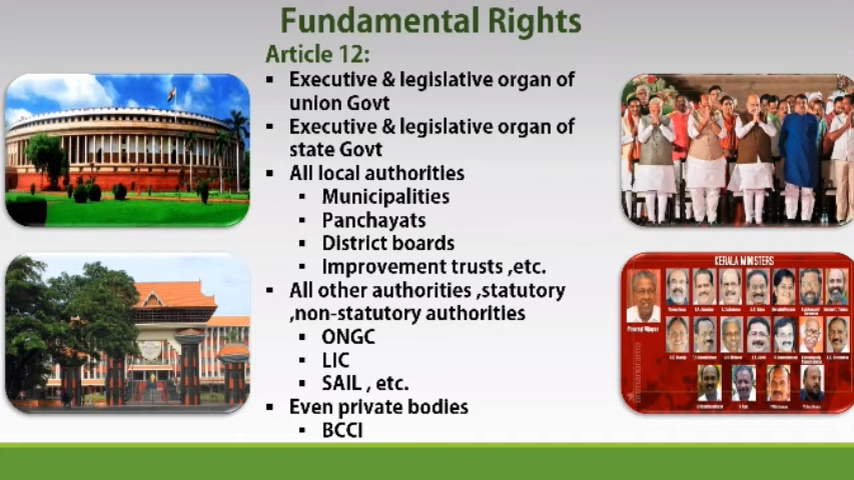 Fundamental Rights
Article 12:
▪ Executive & legislative organ of
union Govt
▪ Executive & legislative organ of
state Govt
▪ All local authorities
▪ Municipalities
▪ Panchayats
▪ District boards
▪ Improvement trusts ,etc.
▪ All other authorities ,statutory
,non-statutory authorities
▪ ONGC
▪ LIC
▪ SAIL , etc.
▪ Even private bodies
▪ BCCI
KERALA MINISTERS
Pinarayi Vijayan